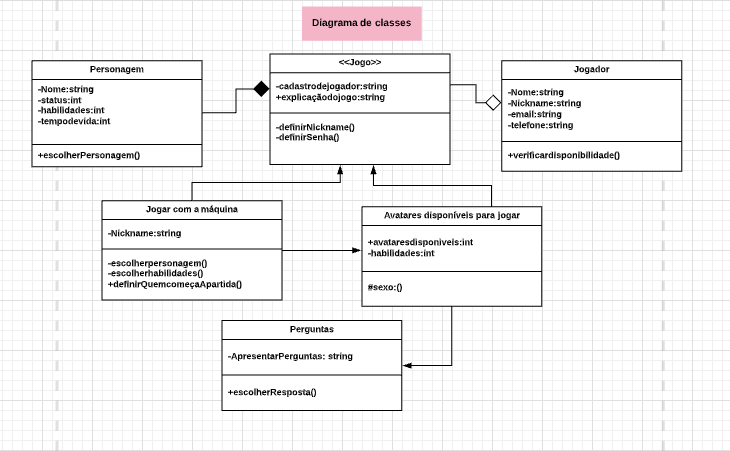 Diagrama de classes
Personagem
-Nome:string
-status:int
-habilidades:int
-tempodevida:int
+escolherPersonagem()
<<Jogo>>
-cadastrodejogador:string
+explicaçãodojogo:string
-definirNickname()
-definirSenha()
Jogador
-Nome:string
-Nickname:string
-email:string
-telefone:string
+verificardisponibilidade()
Jogar com a máquina
-Nickname:string
-escolherpersonagem()
-escolherhabilidades()
+definirQuemcomeçaApartida()
Avatares disponíveis para jogar
+avataresdisponiveis:int
-habilidades:int
#sexo:()
Perguntas
-ApresentarPerguntas: string
+escolherResposta()